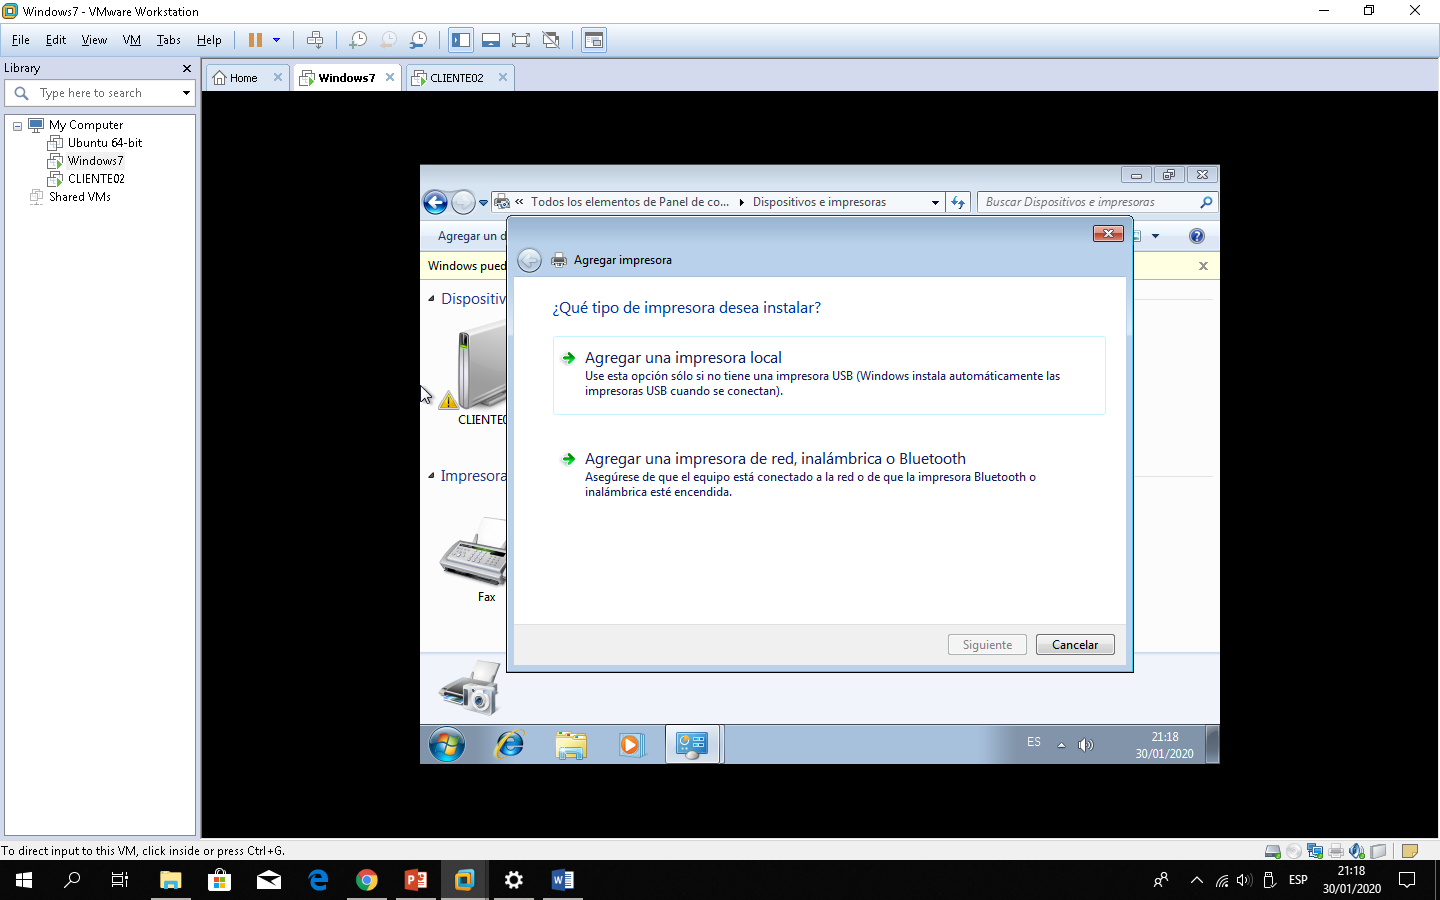 Windows7 - VMware Workstation
File Edit View VM Tabs Help
Library
Type here to search
My Computer
Ubuntu 64-bit
Windows7
CLIENTE02
Shared VMs
Home
Windows7
CLIENTE02
Todos los elementos de Panel de co...
Dispositivos e impresoras
Buscar Dispositivos e impresoras
Agregar un d
Windows pued
Dispositiv
CLIENTE0
Impresora
Fax
Agregar impresora
¿Qué tipo de impresora desea instalar?
Agregar una impresora local
Use esta opción sólo si no tiene una impresora USB (Windows instala automáticamente las
impresoras USB cuando se conectan).
Agregar una impresora de red, inalámbrica o Bluetooth
Asegúrese de que el equipo está conectado a la red o de que la impresora Bluetooth o
inalámbrica esté encendida.
Siguiente
Cancelar
ES
21:18
30/01/2020
To direct input to this VM, click inside or press Ctrl+G.
ESP
21:18
30/01/2020